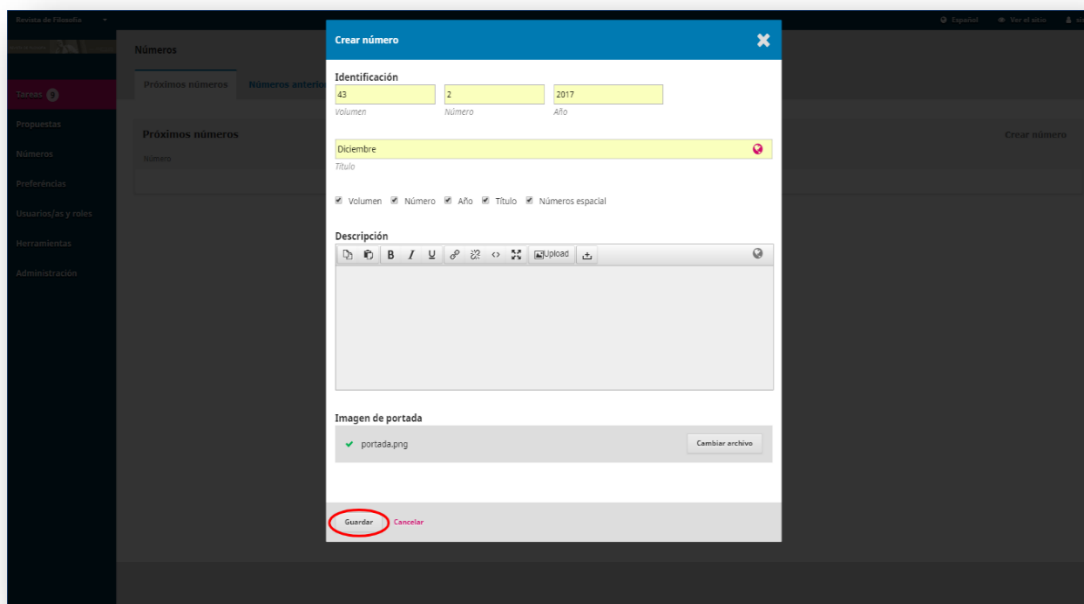 Revista de Filosofía
Español Ver el sitio
Números
Próximos números Números anterio
Tareas
Propuestas
Números
Preferéncias
Usuarios/as y roles
Herramientas
Administración
Próximos números Crear número
Número
Crear número
Identificación
43 2 2017
Volumen Número Año
Diciembre
Título
Volumen Número Año Título Números espacial
Descripción
B I U Upload
Imagen de portada
portada.png Cambiar archivo
Guardar Cancelar